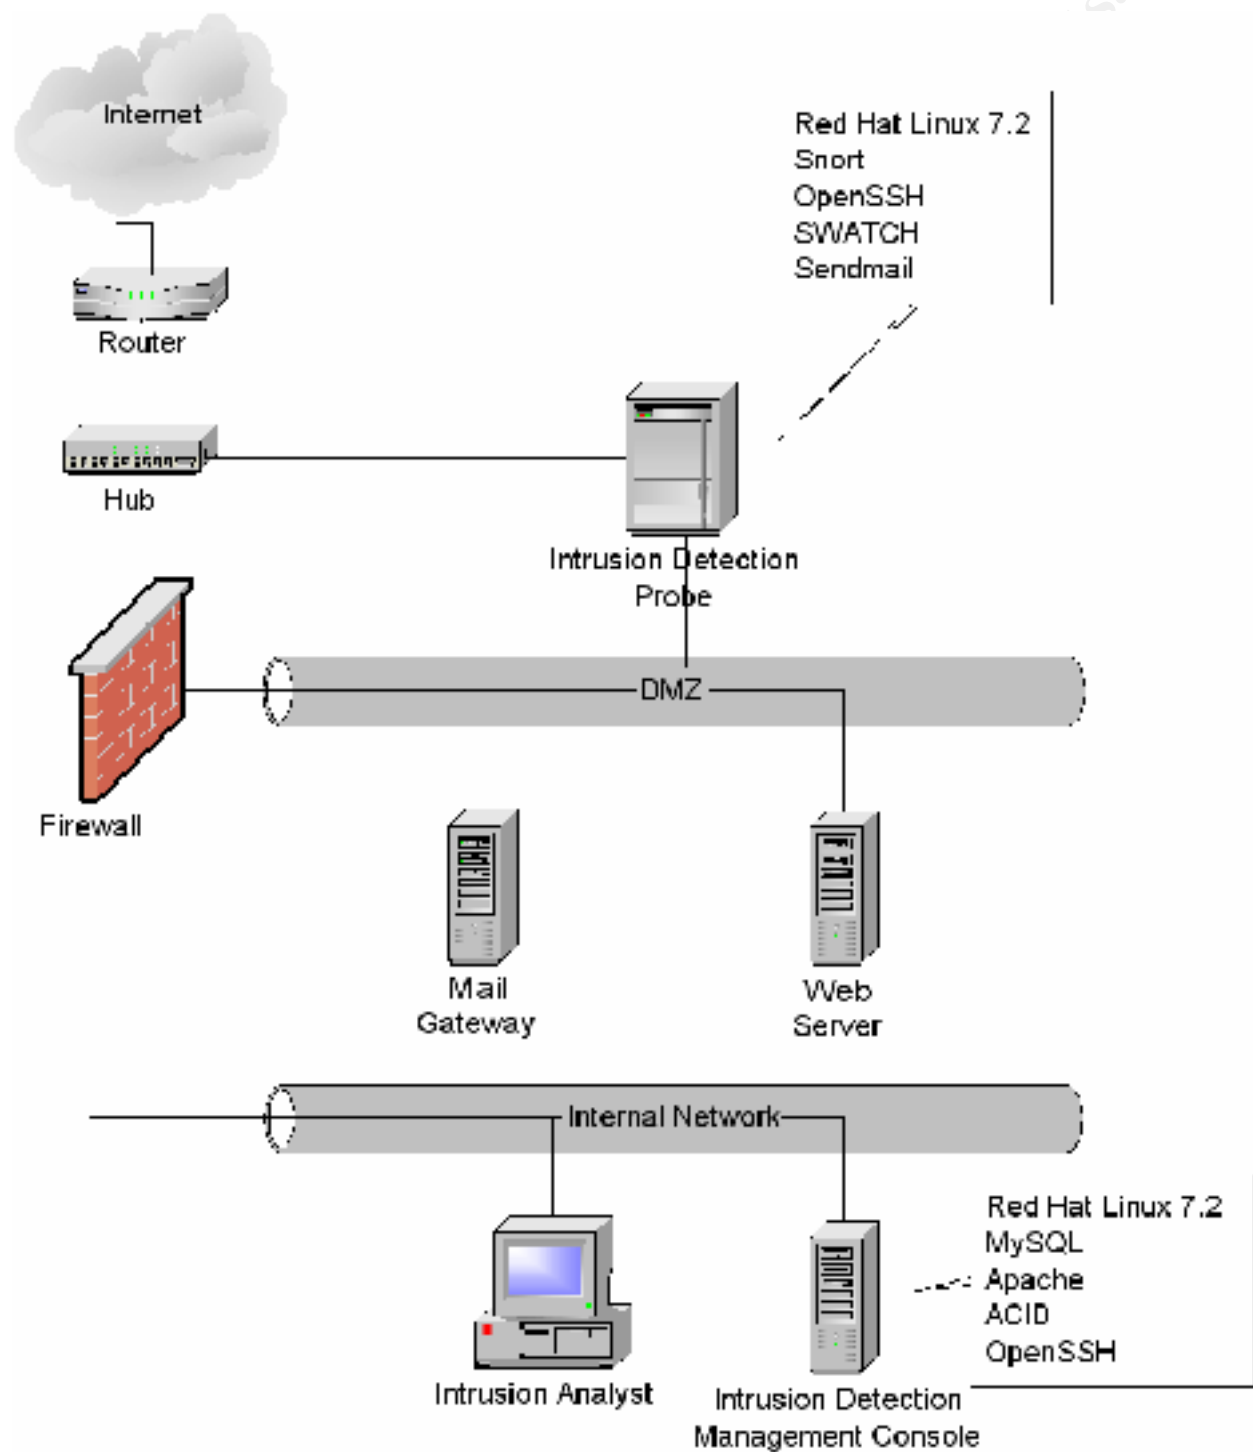 Internet
Red Hat Linux 7.2
Snort
OpenSSH
SWATCH
Sendmail
Router
Hub
Intrusion Detection
Probe
DMZ
Firewall
Mail
Gateway
Web
Server
Internal Network
Red Hat Linux 7.2
MySQL
Apache
ACID
OpenSSH
Intrusion Analyst
Intrusion Detection
Management Console